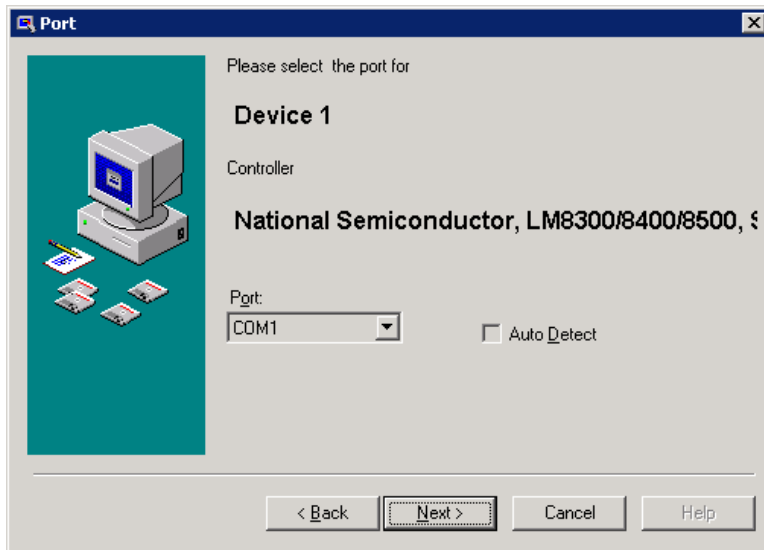 Port
Please select the port for
Device 1
Controller
National Semiconductor, LM8300/8400/8500,
Port:
COM1
Auto Detect
< Back
Next >
Cancel
Help